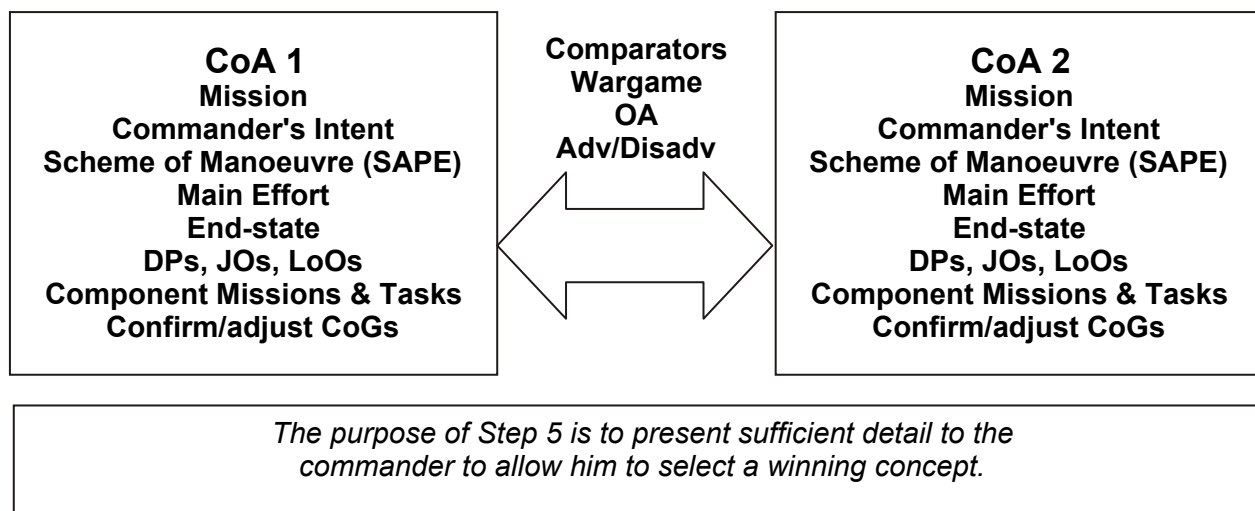 CoA 1
Mission
Commander's Intent
Scheme of Manoeuvre (SAPE)
Main Effort
End-state
DPs, JOs, LoOs
Component Missions & Tasks
Confirm/adjust CoGs
Comparators
Wargame
OA
Adv/Disadv
CoA 2
Mission
Commander's Intent
Scheme of Manoeuvre (SAPE)
Main Effort
End-state
DPs, JOs, LoOs
Component Missions & Tasks
Confirm/adjust CoGs
The purpose of Step 5 is to present sufficient detail to the
commander to allow him to select a winning concept.